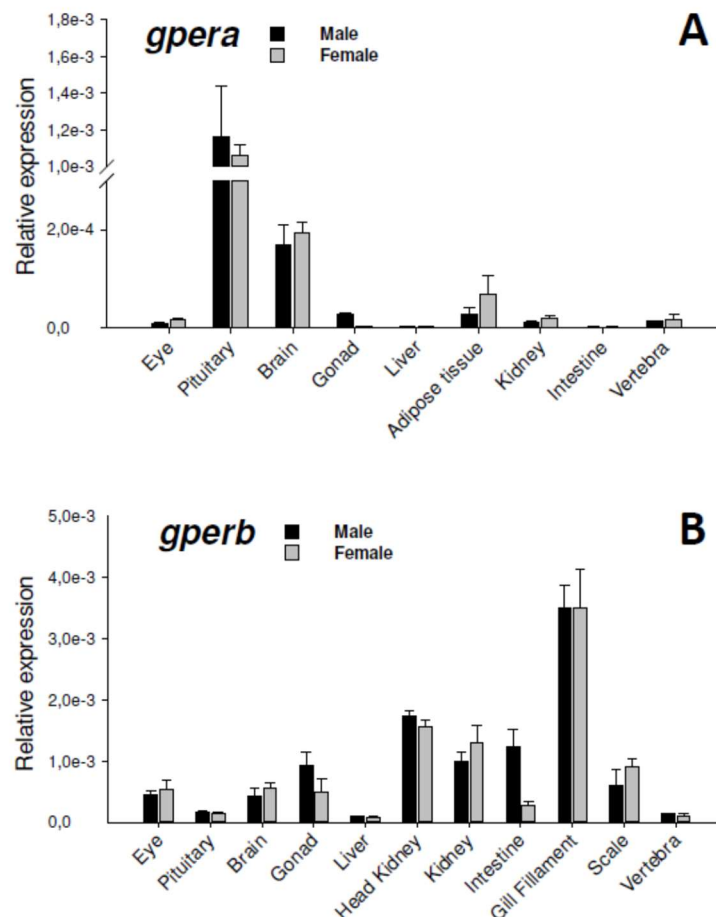 gpera
Male
Female
A
Relative expression
1,8e-3
1,6e-3
1,4e-3
1,2e-3
1,0e-3
2,0e-4
0,0
Eye
Pituitary
Brain
Gonad
Liver
Adipose tissue
Kidney
Intestine
Vertebra
gperb
Male
Female
B
Relative expression
5,0e-3
4,0e-3
3,0e-3
2,0e-3
1,0e-3
0,0
Eye
Pituitary
Brain
Gonad
Liver
Head Kidney
Kidney
Intestine
Gill Fillament
Scale
Vertebra